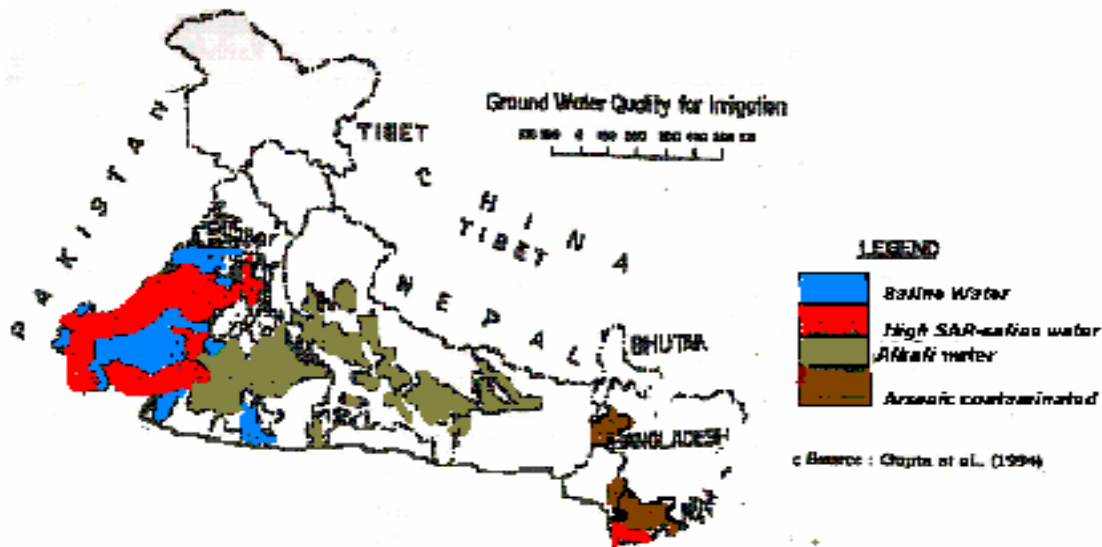 Ground Water Quality for Irrigation
PAKISTAN
TIBET
CHINA
TIBET
NEPAL
BHUTAN
BANGLADESH
LEGEND
Saline Water
High SAR-saline water
Alkali water
Arsenic contaminated
Source : Gupta et al.. (1994)